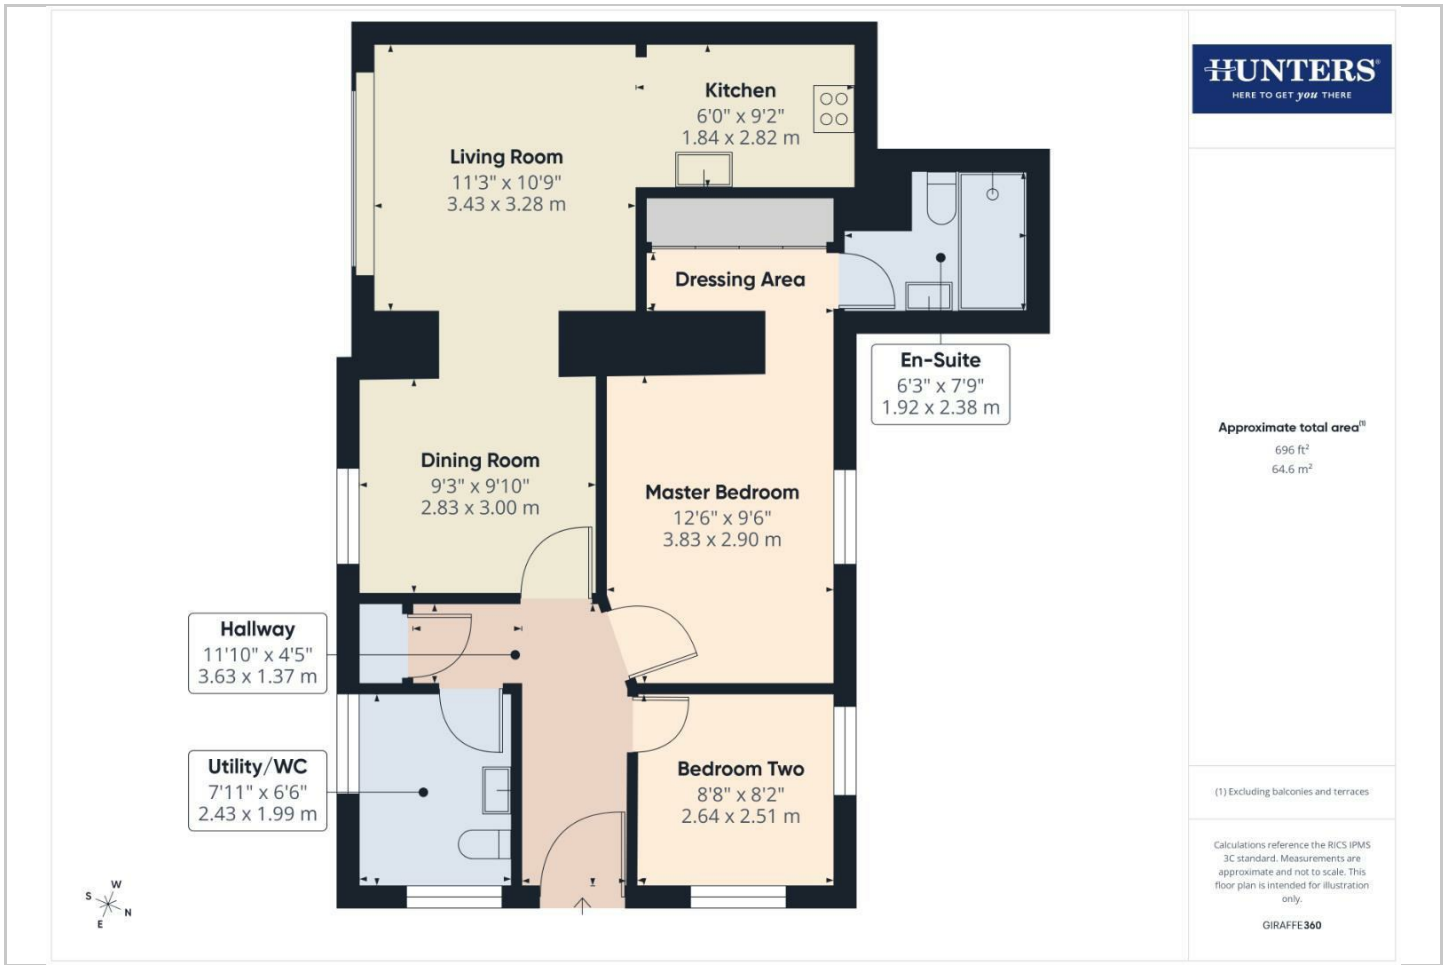 Living Room
11'3" x 10'9"
3.43 x 3.28 m
Kitchen
6'0" x 9'2"
1.84 x 2.82 m
Dressing Area
En-Suite
6'3" x 7'9"
1.92 x 2.38 m
Dining Room
9'3" x 9'10"
2.83 x 3.00 m
Master Bedroom
12'6" x 9'6"
3.83 x 2.90 m
Hallway
11'10" x 4'5"
3.63 x 1.37 m
Utility/WC
7'11" x 6'6"
2.43 x 1.99 m
Bedroom Two
8'8" x 8'2"
2.64 x 2.51 m
W
S
N
E
HUNTERS®
HERE TO GET you THERE
Approximate total area(1)
696 ft²
64.6 m²
(1) Excluding balconies and terraces
Calculations reference the RICS IPMS
3C standard. Measurements are
approximate and not to scale. This
floor plan is intended for illustration
only.
GIRAFFE360